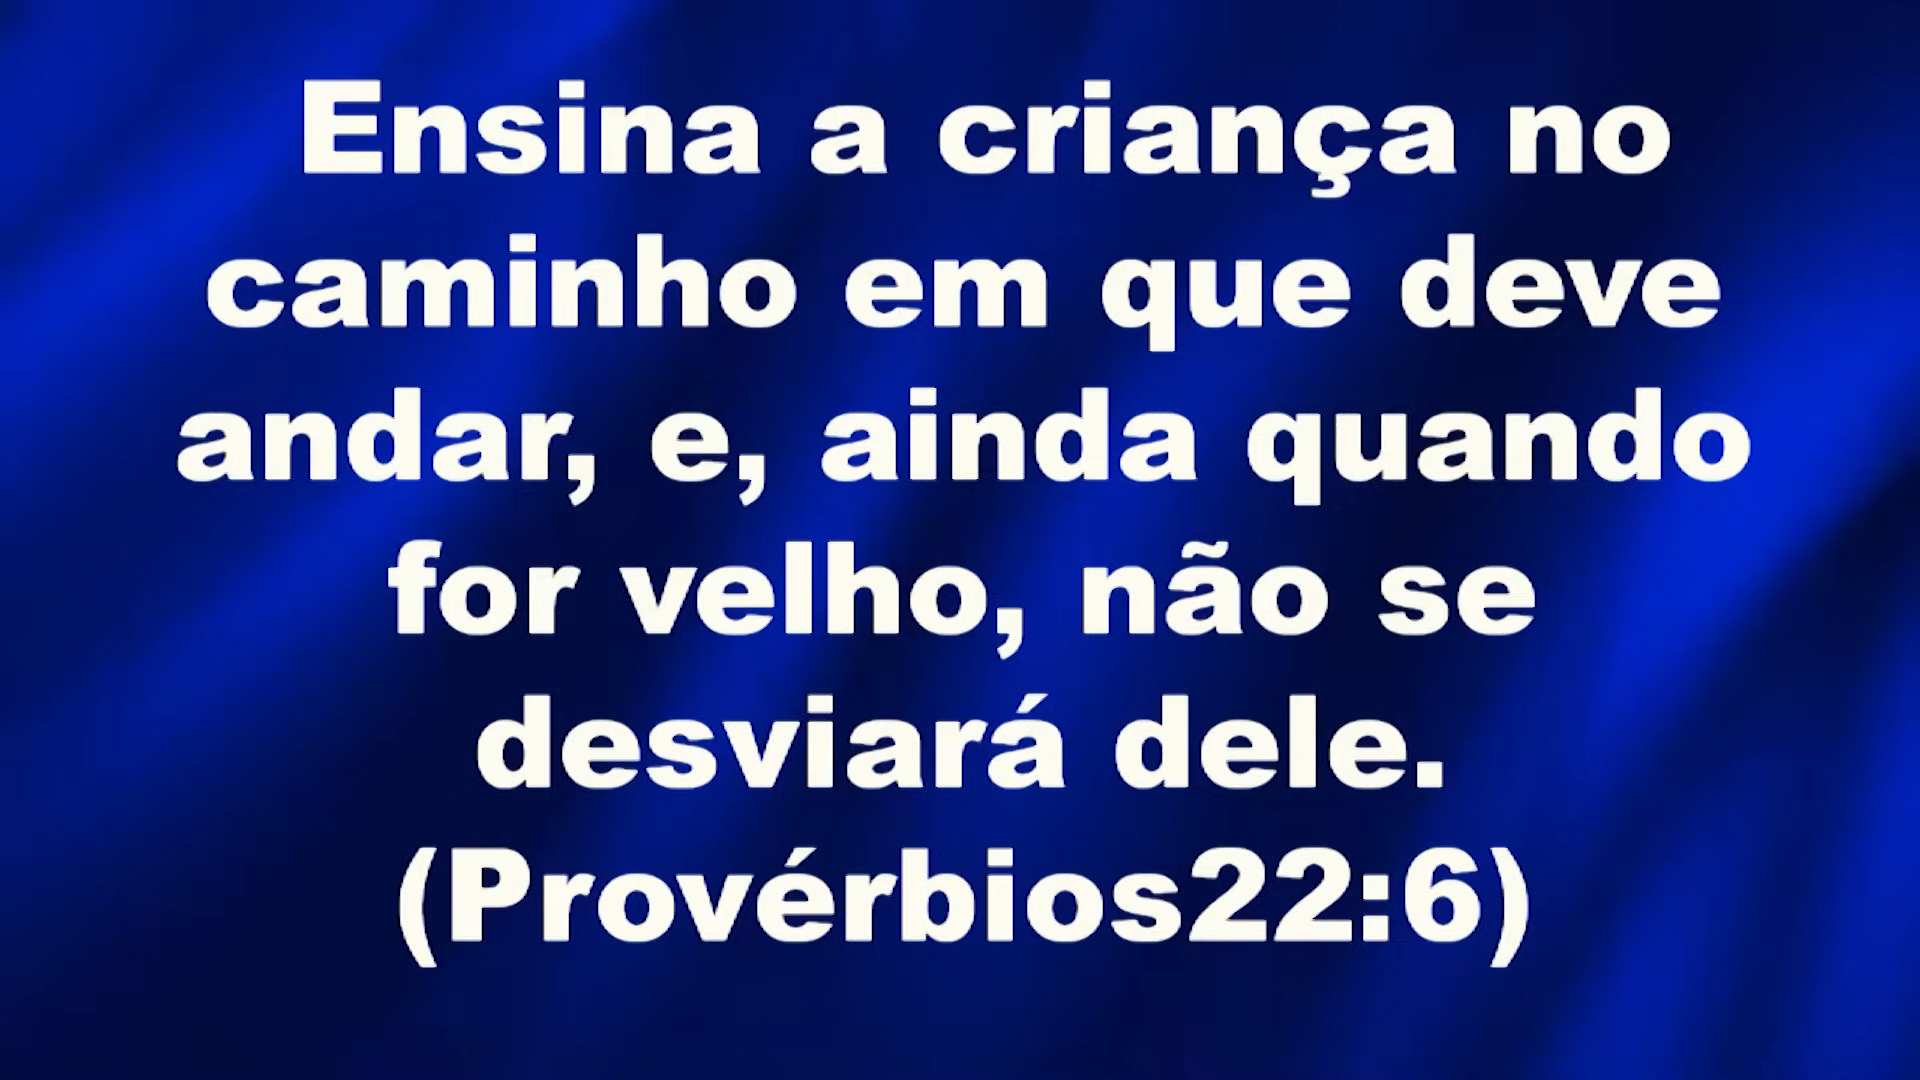 Ensina a criança no
caminho em que deve
andar, e, ainda quando
for velho, não se
desviará dele.
(Provérbios22:6)